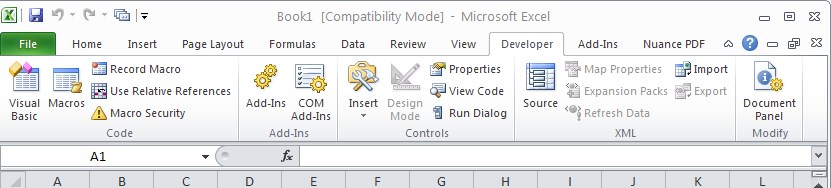 Book1 [Compatibility Mode] - Microsoft Excel
File Home Insert Page Layout Formulas Data Review View Developer Add-Ins Nuance PDF
Visual Basic
Macros
Record Macro
Use Relative References
Macro Security
Code
Add-Ins
COM Add-Ins
Add-Ins
Insert
Design Mode
Properties
View Code
Run Dialog
Controls
Source
Map Properties
Expansion Packs
Refresh Data
Import
Export
XML
Document Panel
Modify
A1 fx
A B C D E F G H I J K L